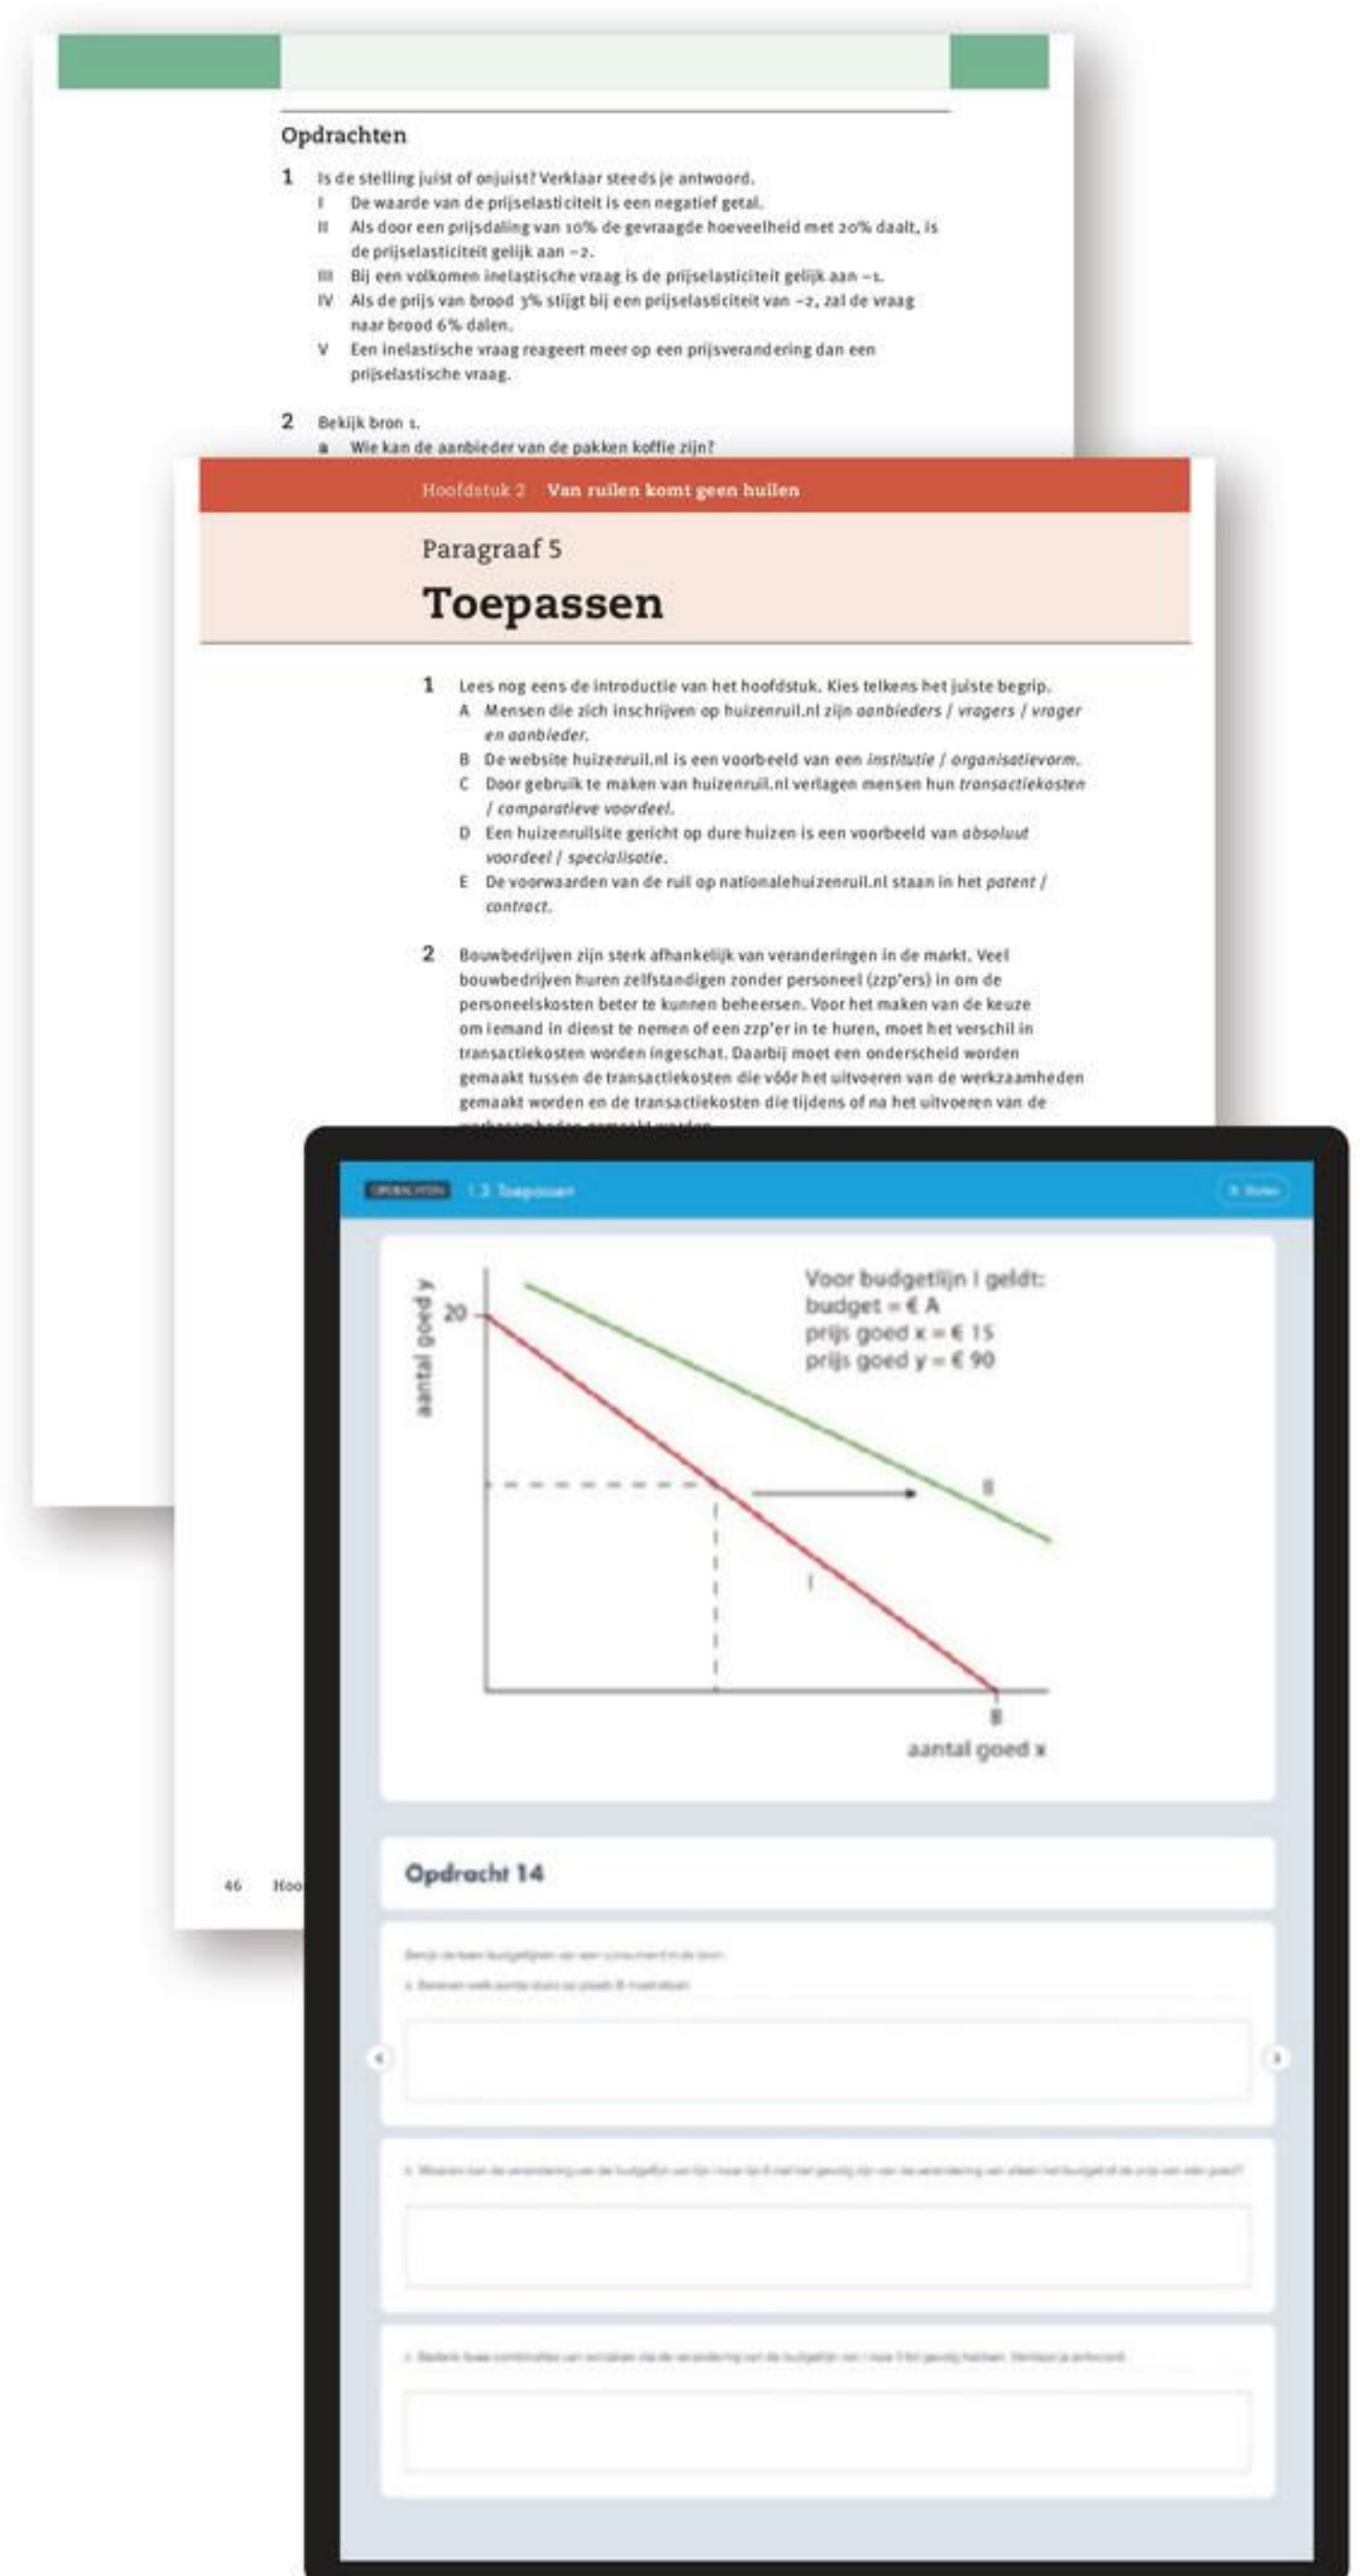 Opdrachten
1 Is de stelling juist of onjuist? Verklaar steeds je antwoord.
I De waarde van de prijselasticiteit is een negatief getal.
II Als door een prijsdaling van 10% de gevraagde hoeveelheid met 20% daalt, is
de prijselasticiteit gelijk aan –2.
III Bij een volkomen inelastische vraag is de prijselasticiteit gelijk aan –1.
IV Als de prijs van brood 3% stijgt bij een prijselasticiteit van –2, zal de vraag
naar brood 6% dalen.
V Een inelastische vraag reageert meer op een prijsverandering dan een
prijselastische vraag.
2 Bekijk bron 1.
a Wie kan de aanbieder van de pakken koffie zijn?
Hoofdstuk 2 Van ruilen komt geen huilen
Paragraaf 5
Toepassen
1 Lees nog eens de introductie van het hoofdstuk. Kies telkens het juiste begrip.
A Mensen die zich inschrijven op huizenruil.nl zijn aanbieders / vragers / vrager
en aanbieder.
B De website huizenruil.nl is een voorbeeld van een institutie / organisatievorm.
C Door gebruik te maken van huizenruil.nl verlagen mensen hun transactiekosten
/ comparatieve voordeel.
D Een huizenruilsite gericht op dure huizen is een voorbeeld van absoluut
voordeel / specialisatie.
E De voorwaarden van de ruil op nationalehuizenruil.nl staan in het patent /
contract.
2 Bouwbedrijven zijn sterk afhankelijk van veranderingen in de markt. Veel
bouwbedrijven huren zelfstandigen zonder personeel (zzp'ers) in om de
personeelskosten beter te kunnen beheersen. Voor het maken van de keuze
om iemand in dienst te nemen of een zzp'er in te huren, moet het verschil in
transactiekosten worden ingeschat. Daarbij moet een onderscheid worden
gemaakt tussen de transactiekosten die vóór het uitvoeren van de werkzaamheden
gemaakt worden en de transactiekosten die tijdens of na het uitvoeren van de
46 Hoo
1.3 Toepassen
aantal goed y
20
Voor budgetlijn I geldt:
budget = € A
prijs goed x = € 15
prijs goed y = € 90
II
I
B
aantal goed x
Opdracht 14